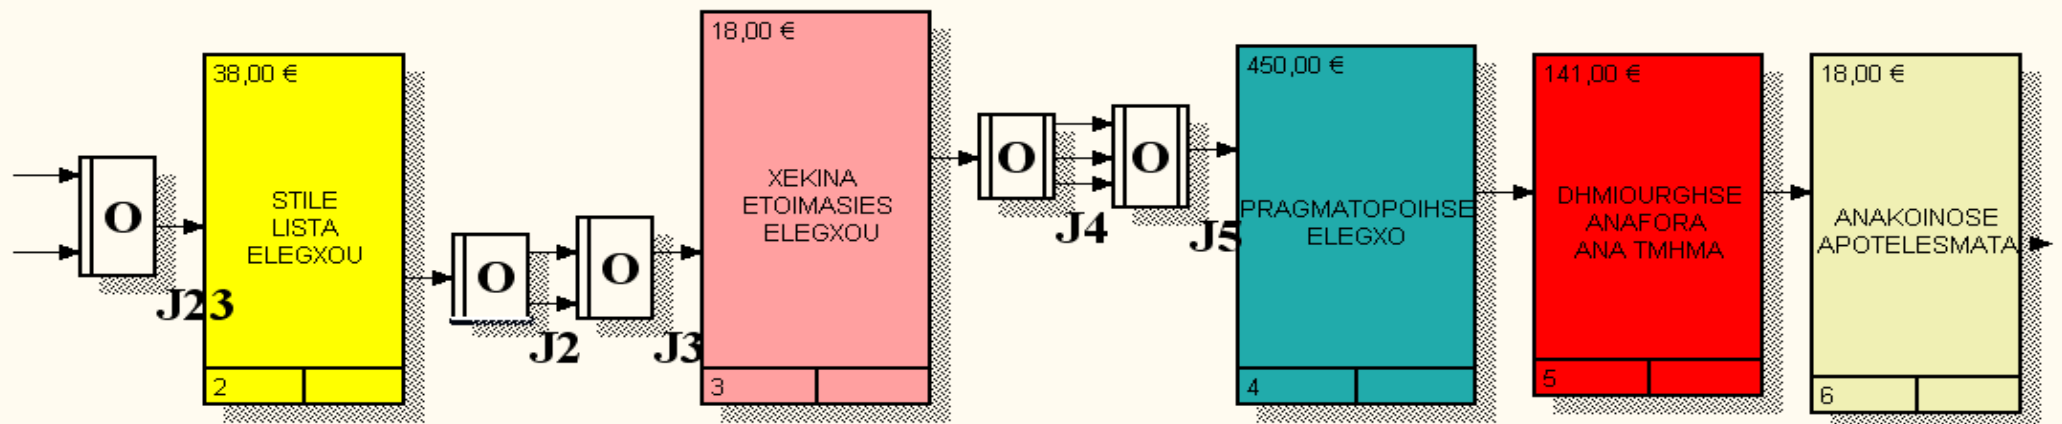 O
J23
38,00 €
STILE
LISTA
ELEGXOU
2
O
J2
O
J3
18,00 €
XEKINA
ETOIMASIES
ELEGXOU
3
O
J4
O
J5
450,00 €
PRAGMATOPOIHSE
ELEGXO
4
141,00 €
DHMIOURGHSE
ANAFORA
ANA TMHMA
5
18,00 €
ANAKOINOSE
APOTELESMATA
6